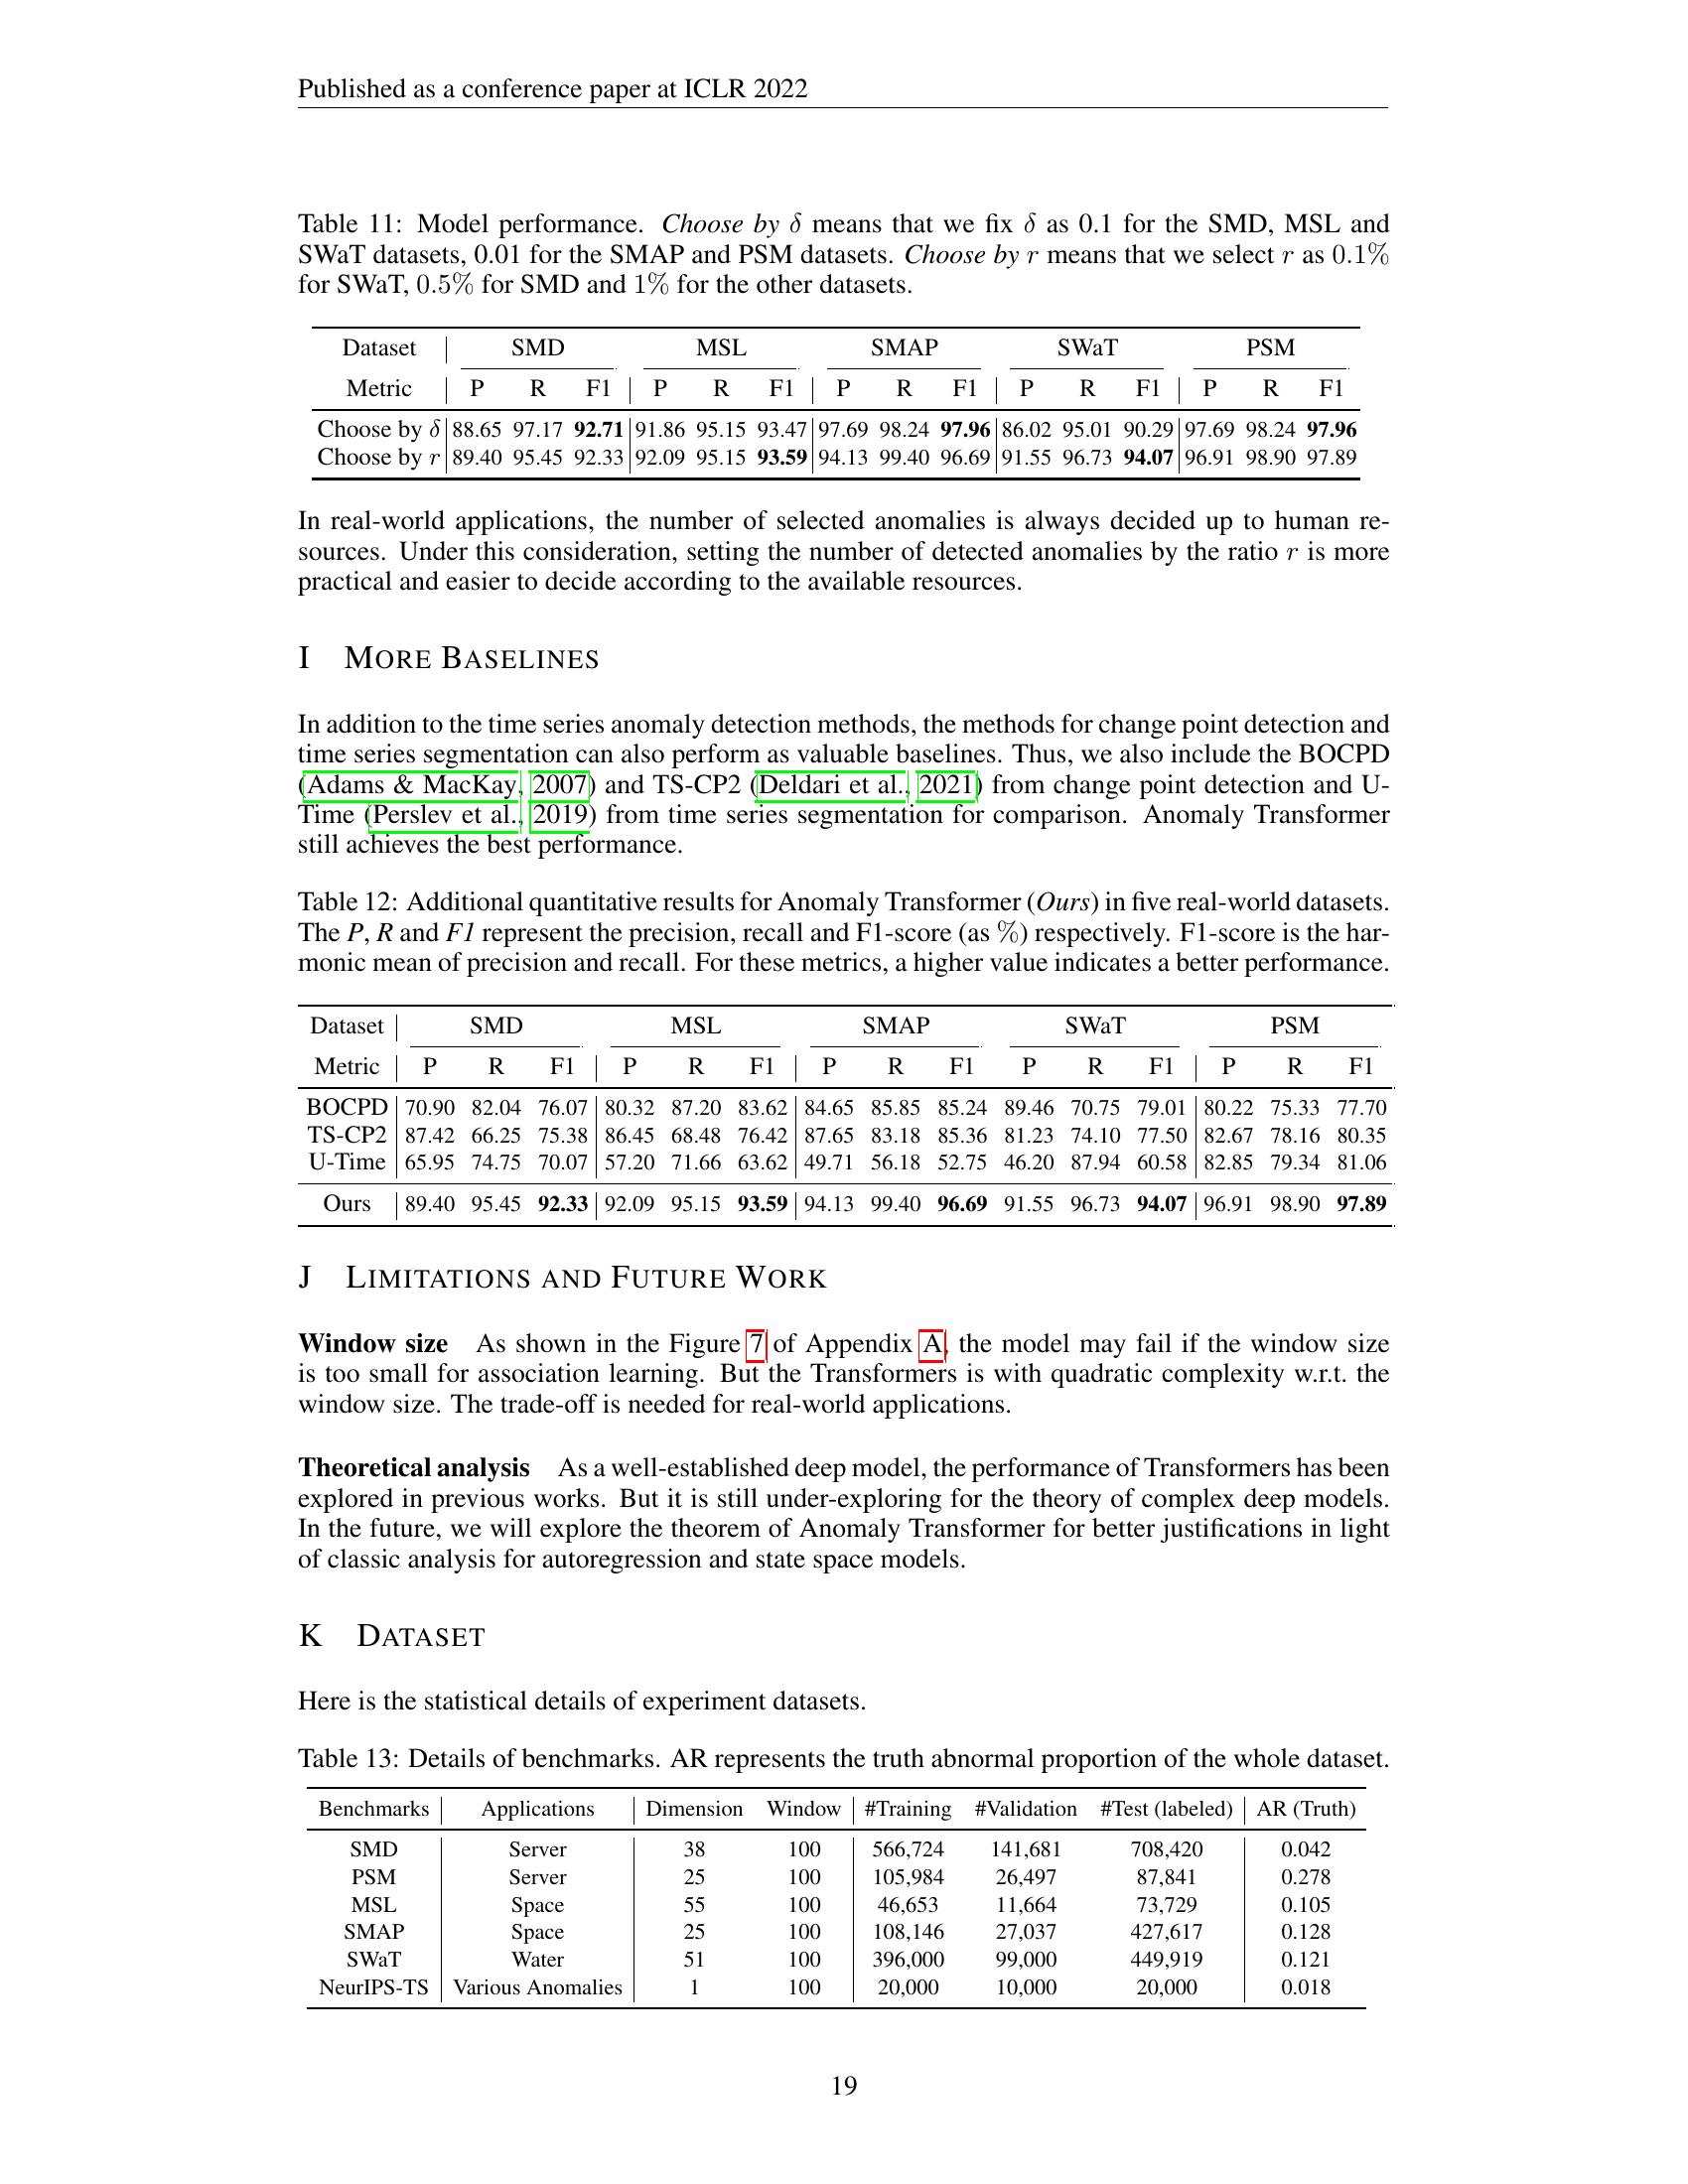 Published as a conference paper at ICLR 2022
Table 11: Model performance. Choose by δ means that we fix δ as 0.1 for the SMD, MSL and
SWaT datasets, 0.01 for the SMAP and PSM datasets. Choose by r means that we select r as 0.1%
for SWaT, 0.5% for SMD and 1% for the other datasets.
Dataset SMD MSL SMAP SWaT PSM
Metric P R F1 P R F1 P R F1 P R F1 P R F1
Choose by δ 88.65 97.17 92.71 91.86 95.15 93.47 97.69 98.24 97.96 86.02 95.01 90.29 97.69 98.24 97.96
Choose by r 89.40 95.45 92.33 92.09 95.15 93.59 94.13 99.40 96.69 91.55 96.73 94.07 96.91 98.90 97.89
In real-world applications, the number of selected anomalies is always decided up to human re-
sources. Under this consideration, setting the number of detected anomalies by the ratio r is more
practical and easier to decide according to the available resources.
I MORE BASELINES
In addition to the time series anomaly detection methods, the methods for change point detection and
time series segmentation can also perform as valuable baselines. Thus, we also include the BOCPD
(Adams & MacKay, 2007) and TS-CP2 (Deldari et al., 2021) from change point detection and U-
Time (Perslev et al., 2019) from time series segmentation for comparison. Anomaly Transformer
still achieves the best performance.
Table 12: Additional quantitative results for Anomaly Transformer (Ours) in five real-world datasets.
The P, R and F1 represent the precision, recall and F1-score (as %) respectively. F1-score is the har-
monic mean of precision and recall. For these metrics, a higher value indicates a better performance.
Dataset SMD MSL SMAP SWaT PSM
Metric P R F1 P R F1 P R F1 P R F1 P R F1
BOCPD 70.90 82.04 76.07 80.32 87.20 83.62 84.65 85.85 85.24 89.46 70.75 79.01 80.22 75.33 77.70
TS-CP2 87.42 66.25 75.38 86.45 68.48 76.42 87.65 83.18 85.36 81.23 74.10 77.50 82.67 78.16 80.35
U-Time 65.95 74.75 70.07 57.20 71.66 63.62 49.71 56.18 52.75 46.20 87.94 60.58 82.85 79.34 81.06
Ours 89.40 95.45 92.33 92.09 95.15 93.59 94.13 99.40 96.69 91.55 96.73 94.07 96.91 98.90 97.89
J LIMITATIONS AND FUTURE WORK
Window size As shown in the Figure 7 of Appendix A, the model may fail if the window size
is too small for association learning. But the Transformers is with quadratic complexity w.r.t. the
window size. The trade-off is needed for real-world applications.
Theoretical analysis As a well-established deep model, the performance of Transformers has been
explored in previous works. But it is still under-exploring for the theory of complex deep models.
In the future, we will explore the theorem of Anomaly Transformer for better justifications in light
of classic analysis for autoregression and state space models.
K DATASET
Here is the statistical details of experiment datasets.
Table 13: Details of benchmarks. AR represents the truth abnormal proportion of the whole dataset.
Benchmarks Applications Dimension Window #Training #Validation #Test (labeled) AR (Truth)
SMD Server 38 100 566,724 141,681 708,420 0.042
PSM Server 25 100 105,984 26,497 87,841 0.278
MSL Space 55 100 46,653 11,664 73,729 0.105
SMAP Space 25 100 108,146 27,037 427,617 0.128
SWaT Water 51 100 396,000 99,000 449,919 0.121
NeurIPS-TS Various Anomalies 1 100 20,000 10,000 20,000 0.018
19